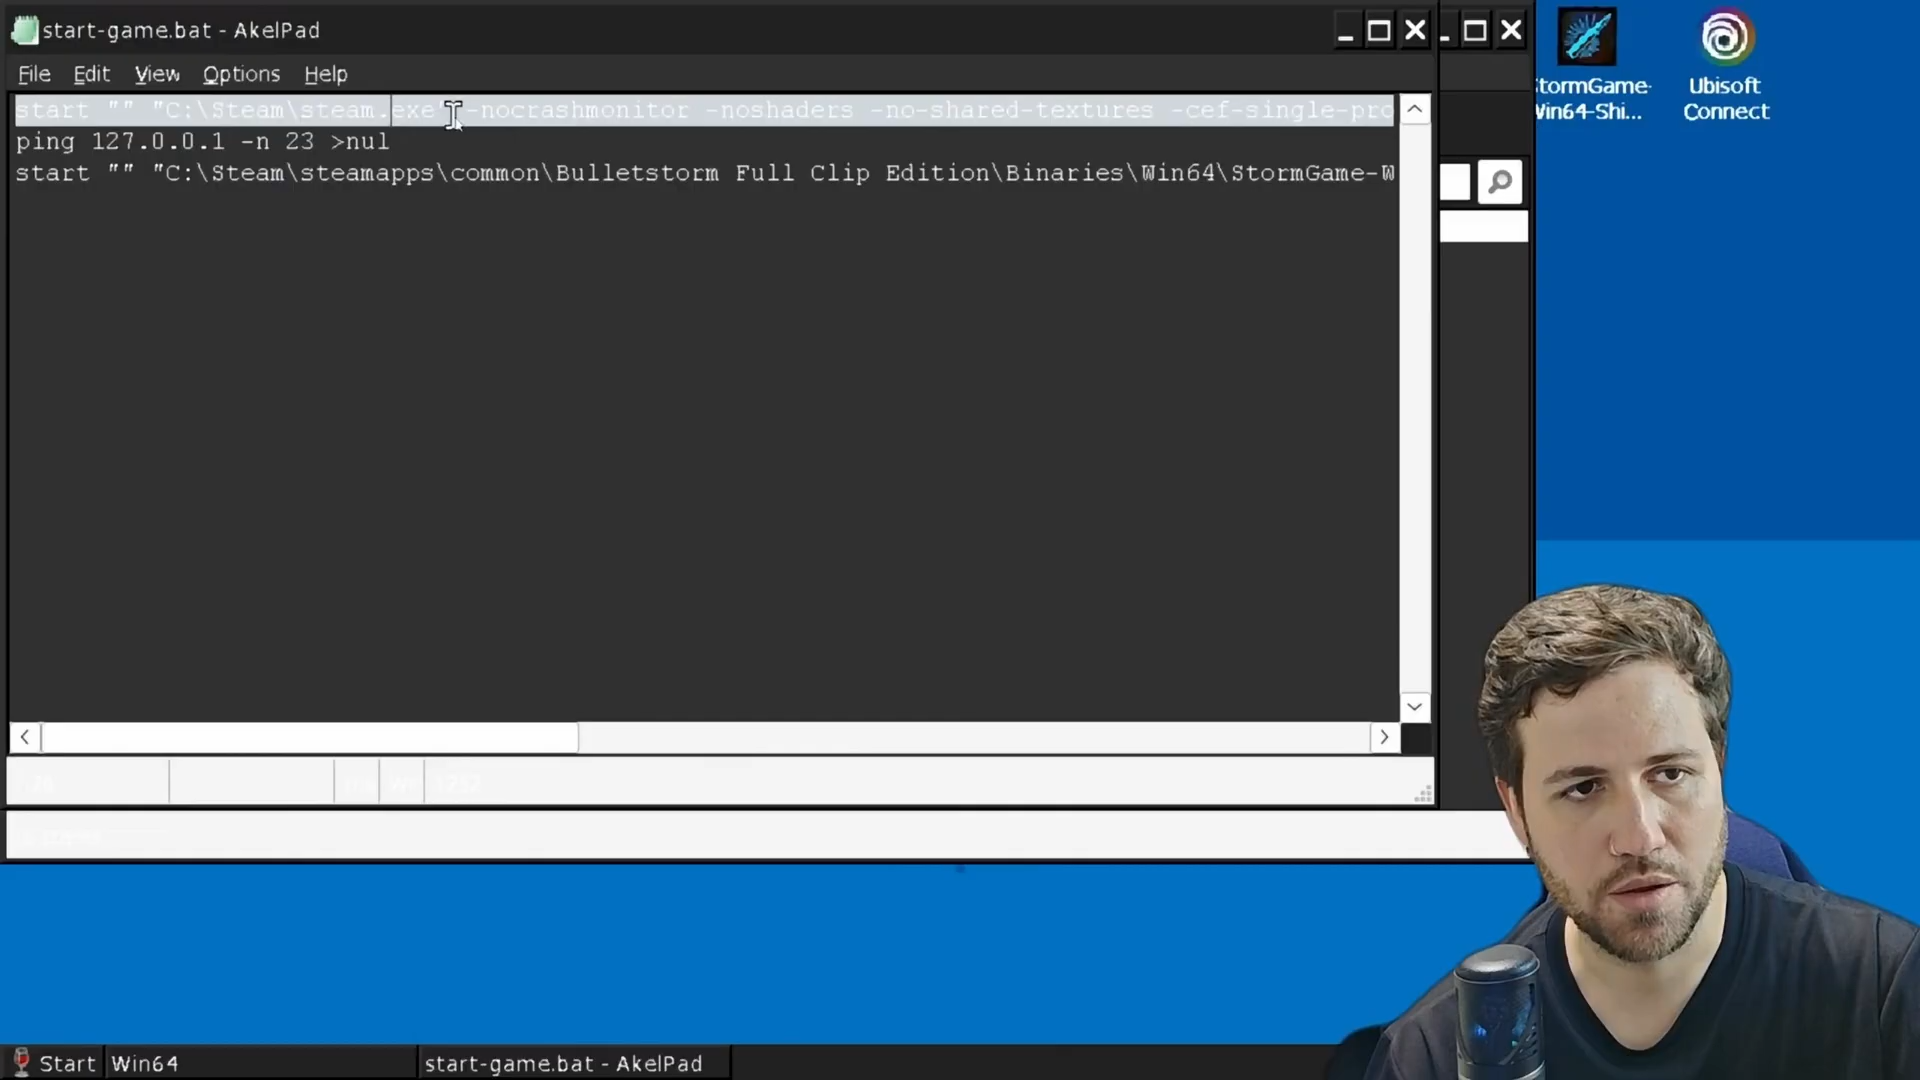 start-game.bat - AkelPad
File Edit View Options Help
start "" "C:\Steam\steam.exe" -nocrashmonitor -noshaders -no-shared-textures -cef-single-pro
ping 127.0.0.1 -n 23 >nul
start "" "C:\Steam\steamapps\common\Bulletstorm Full Clip Edition\Binaries\Win64\StormGame-W
tormGame-
Win64-Shi...
Ubisoft
Connect
Start Win64 start-game.bat - AkelPad